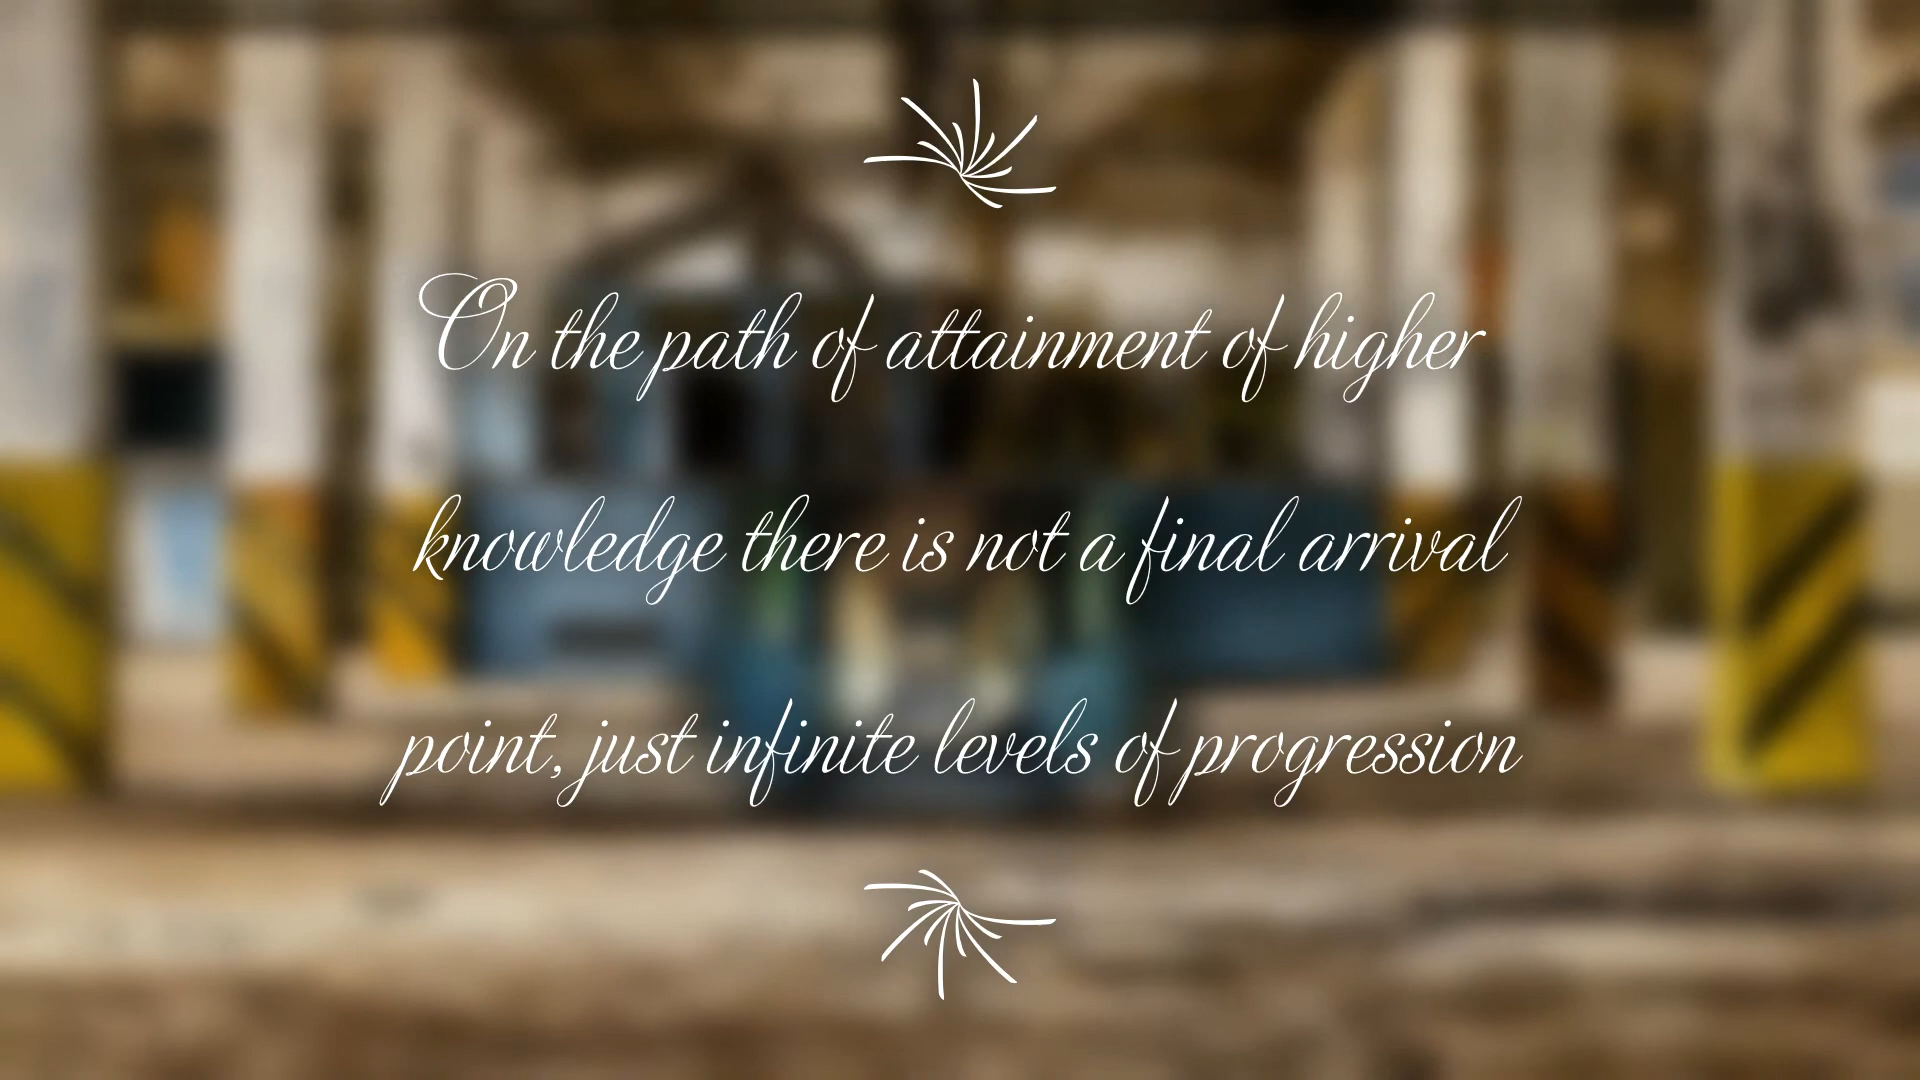 On the path of attainment of higher
knowledge there is not a final arrival
point, just infinite levels of progression